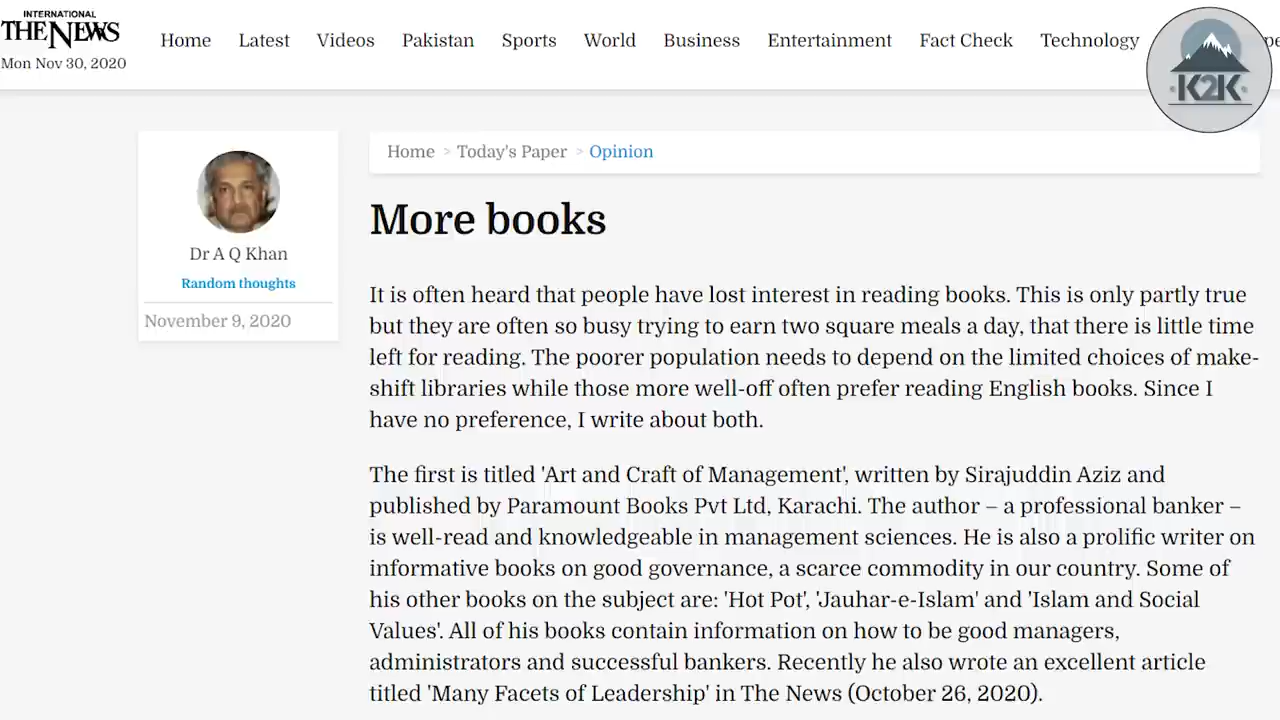 INTERNATIONAL
THE NEWS
Mon Nov 30, 2020
Home Latest Videos Pakistan Sports World Business Entertainment Fact Check Technology
K2K
Dr A Q Khan
Random thoughts
November 9, 2020
Home > Today's Paper > Opinion
More books
It is often heard that people have lost interest in reading books. This is only partly true
but they are often so busy trying to earn two square meals a day, that there is little time
left for reading. The poorer population needs to depend on the limited choices of make-
shift libraries while those more well-off often prefer reading English books. Since I
have no preference, I write about both.
The first is titled 'Art and Craft of Management', written by Sirajuddin Aziz and
published by Paramount Books Pvt Ltd, Karachi. The author – a professional banker –
is well-read and knowledgeable in management sciences. He is also a prolific writer on
informative books on good governance, a scarce commodity in our country. Some of
his other books on the subject are: 'Hot Pot', 'Jauhar-e-Islam' and 'Islam and Social
Values'. All of his books contain information on how to be good managers,
administrators and successful bankers. Recently he also wrote an excellent article
titled 'Many Facets of Leadership' in The News (October 26, 2020).